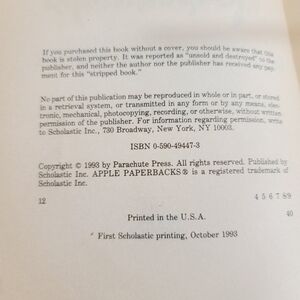 If you purchased this book without a cover, you should be aware that this
book is stolen property. It was reported as "unsold and destroyed" to the
publisher, and neither the author nor the publisher has received any pay-
ment for this "stripped book."
No part of this publication may be reproduced in whole or in part, or stored
in a retrieval system, or transmitted in any form or by any means, elec-
tronic, mechanical, photocopying, recording, or otherwise, without written
permission of the publisher. For information regarding permission, write
to Scholastic Inc., 730 Broadway, New York, NY 10003.
ISBN 0-590-49447-3
Copyright © 1993 by Parachute Press. All rights reserved. Published by
Scholastic Inc. APPLE PAPERBACKS® is a registered trademark
of Scholastic Inc.
12 4 5 6 7 8 9
Printed in the U.S.A. 40
First Scholastic printing, October 1993